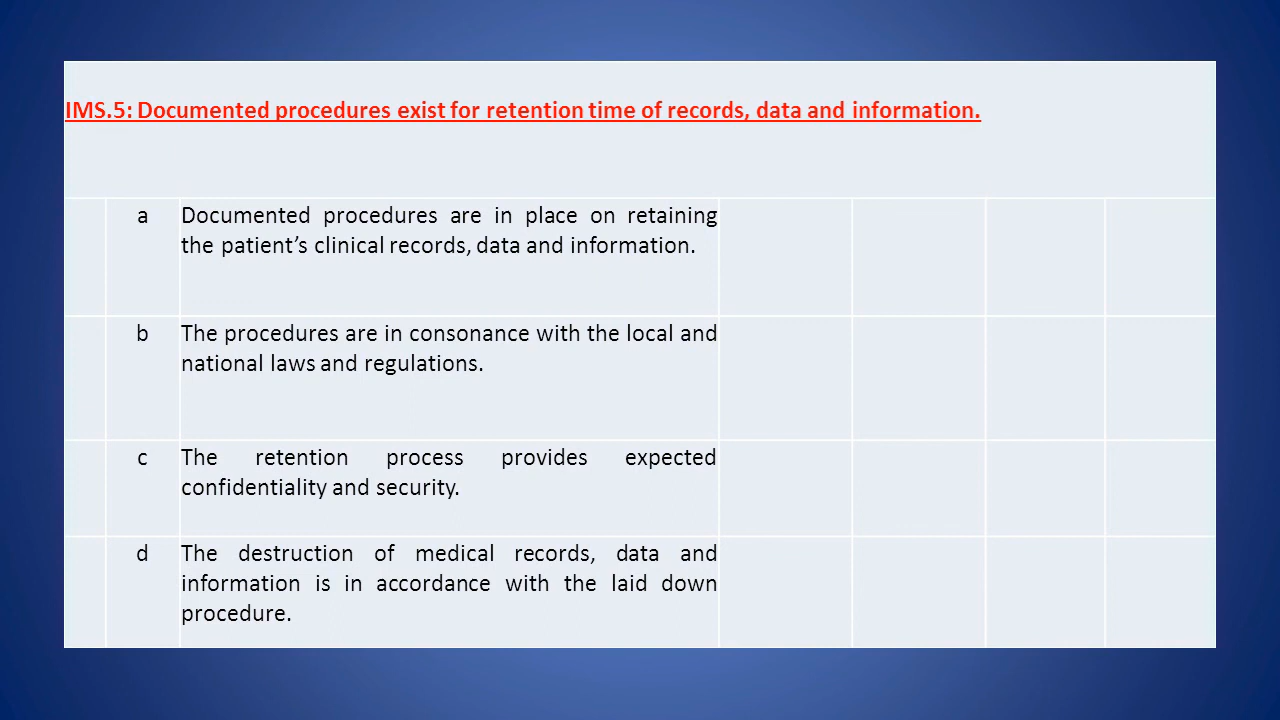 IMS.5: Documented procedures exist for retention time of records, data and information.
a Documented procedures are in place on retaining
the patient’s clinical records, data and information.
b The procedures are in consonance with the local and
national laws and regulations.
c The retention process provides expected
confidentiality and security.
d The destruction of medical records, data and
information is in accordance with the laid down
procedure.